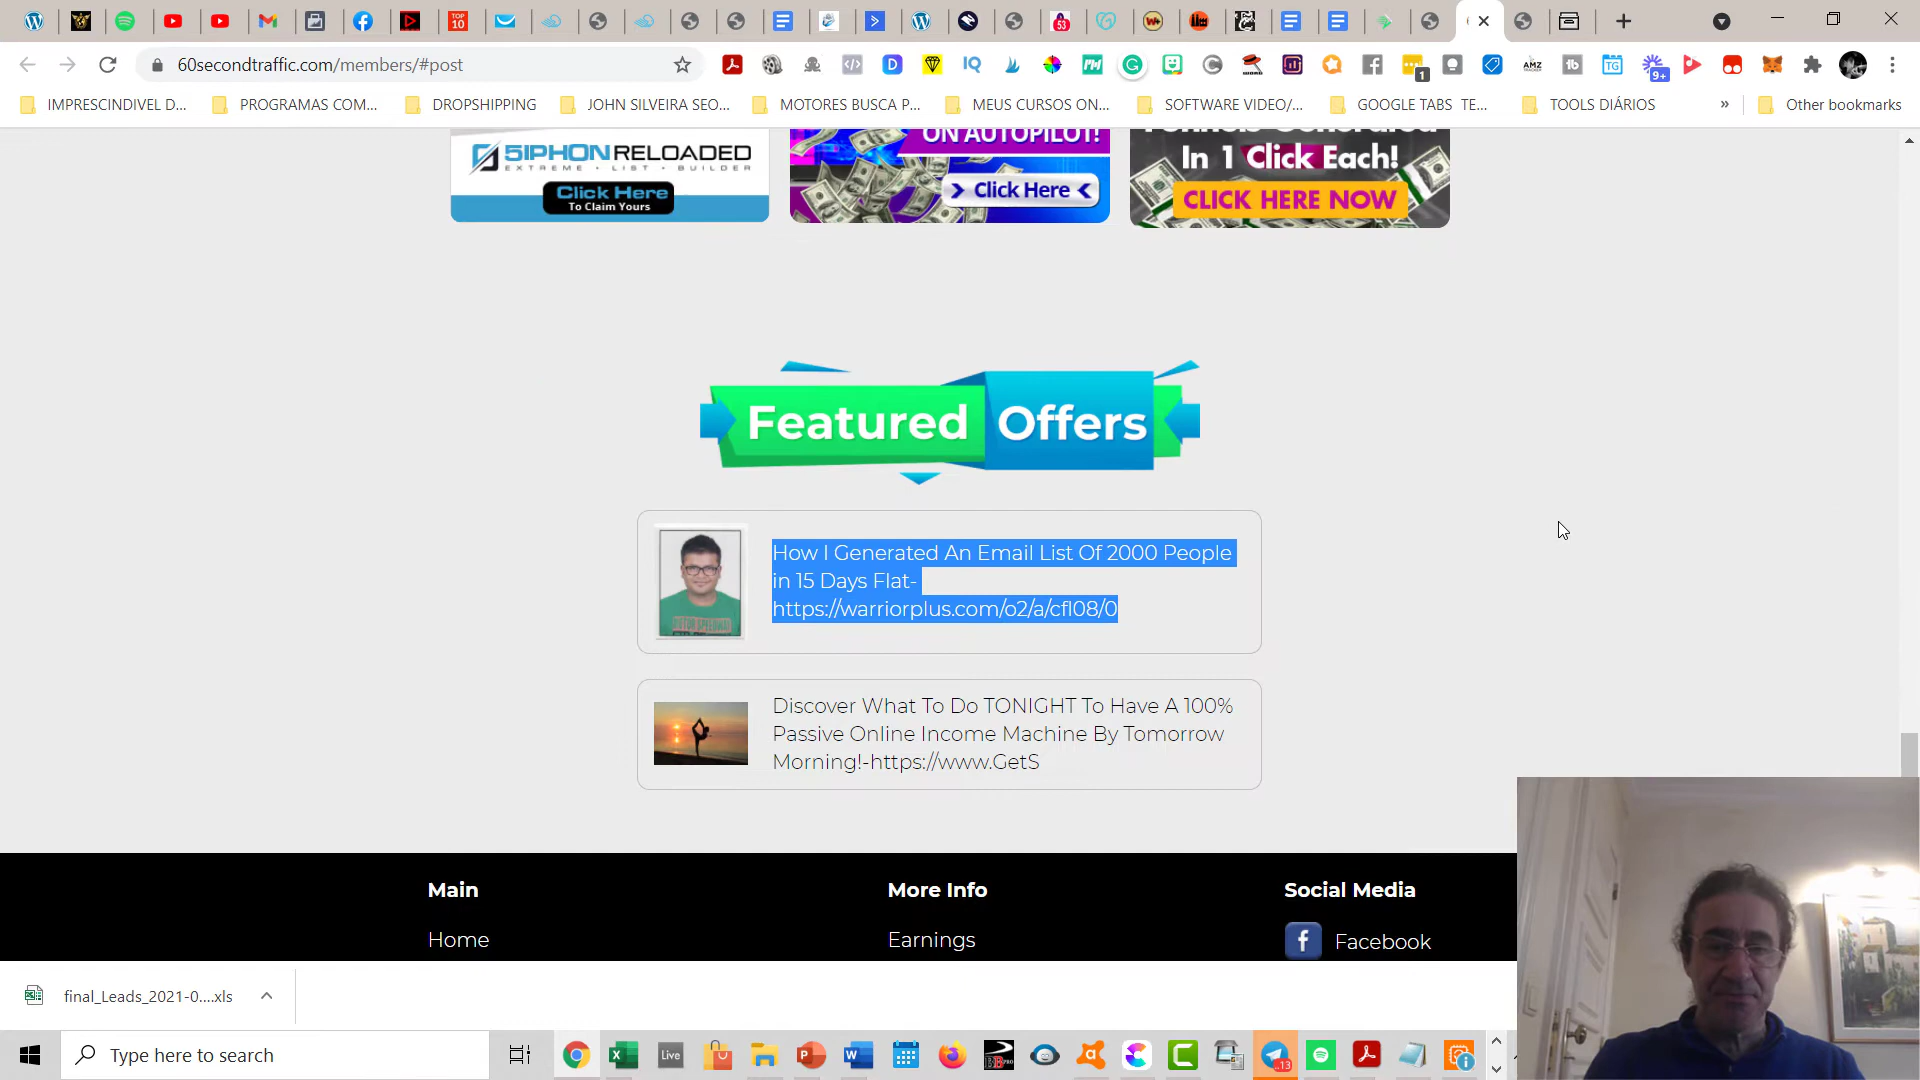 60secondtraffic.com/members/#post
IMPRESCINDIVEL D...
PROGRAMAS COM...
DROPSHIPPING
JOHN SILVEIRA SEO...
MOTORES BUSCA P...
MEUS CURSOS ON...
SOFTWARE VIDEO/...
GOOGLE TABS TE...
TOOLS DIÁRIOS
»
Other bookmarks
5IPHON RELOADED
EXTREME • LIST • BUILDER
Click Here
To Claim Yours
ON AUTOPILOT!
> Click Here <
Funnels Generated
In 1 Click Each!
CLICK HERE NOW
Featured Offers
How I Generated An Email List Of 2000 People
in 15 Days Flat-
https://warriorplus.com/o2/a/cfl08/0
Discover What To Do TONIGHT To Have A 100%
Passive Online Income Machine By Tomorrow
Morning!-https://www.GetS
Main
More Info
Social Media
Home
Earnings
Facebook
final_Leads_2021-0....xls
Type here to search